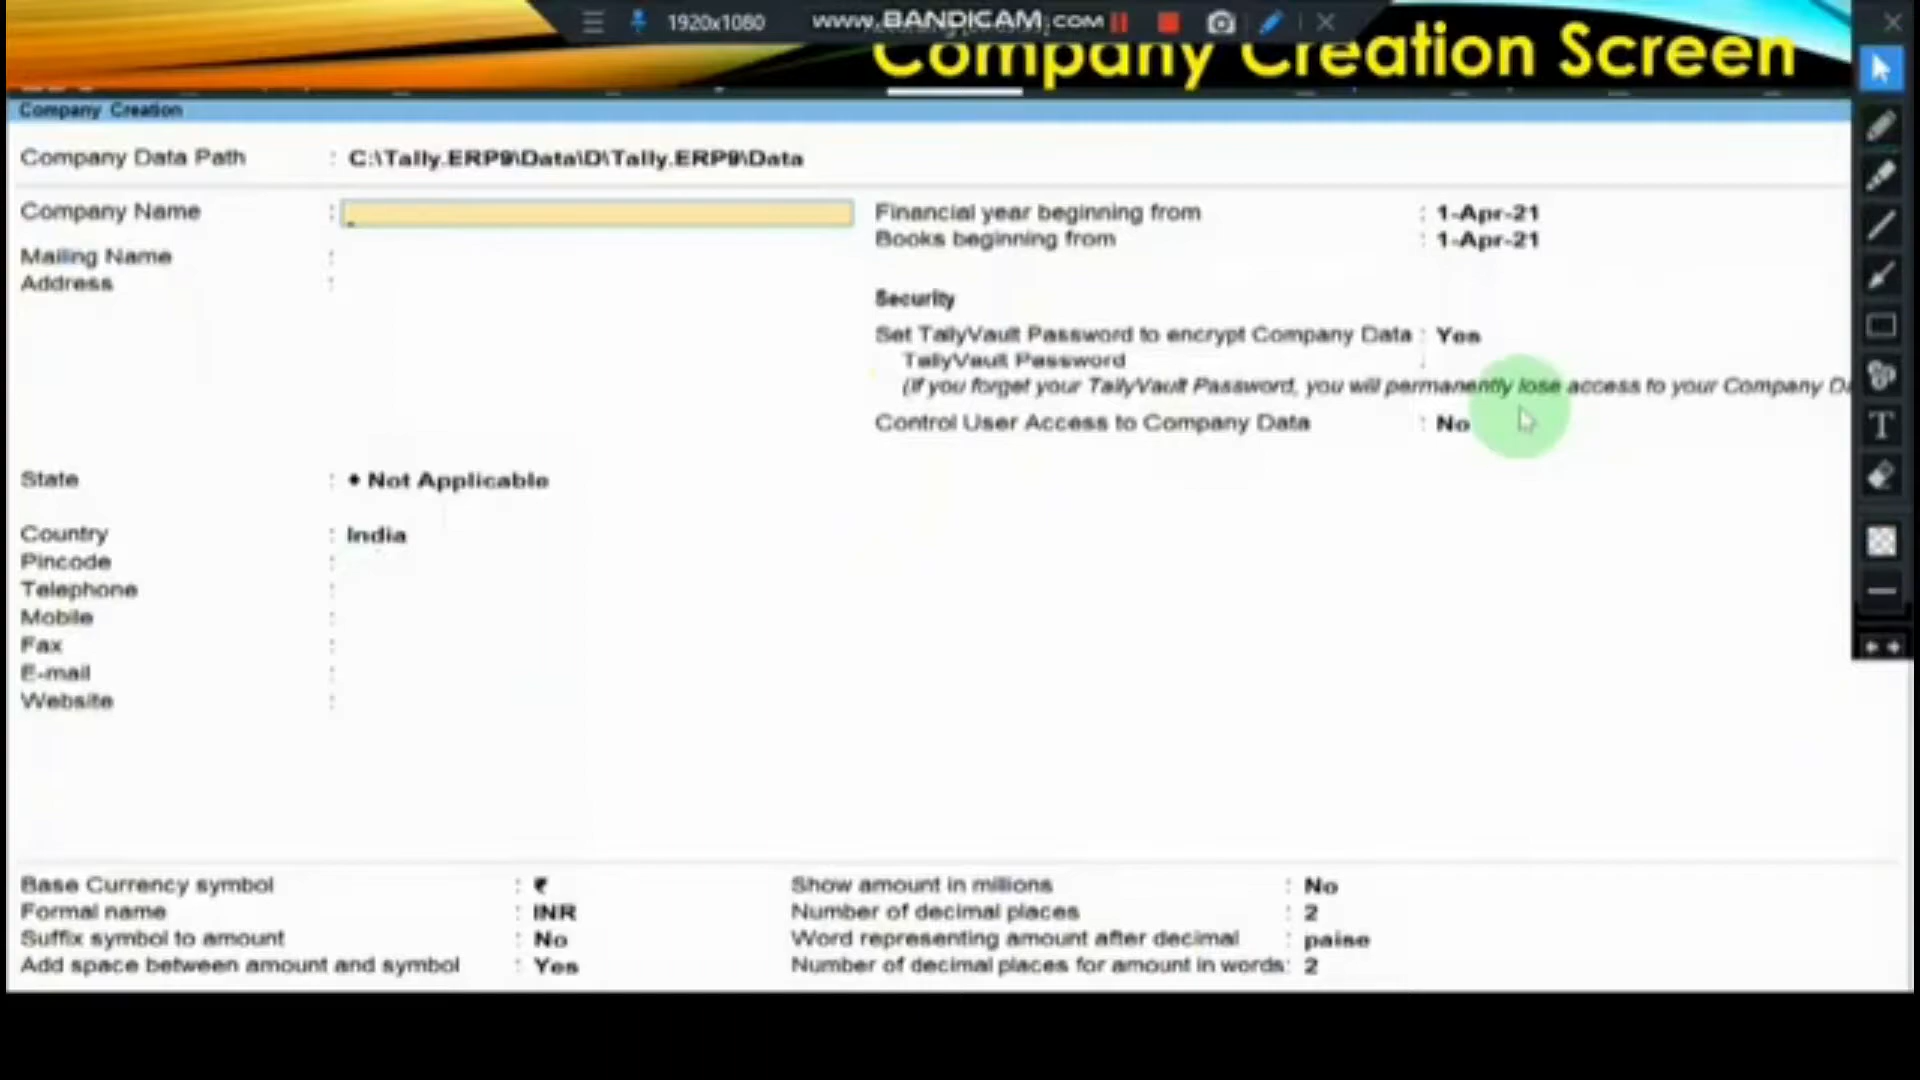 1920x1080 www.BANDICAM.COM
Company Creation Screen
Company Creation
Company Data Path : C:\Tally.ERP9\Data\D\Tally.ERP9\Data
Company Name :
Mailing Name :
Address :
Financial year beginning from : 1-Apr-21
Books beginning from : 1-Apr-21
Security
Set TallyVault Password to encrypt Company Data : Yes
TallyVault Password :
(If you forget your TallyVault Password, you will permanently lose access to your Company
Control User Access to Company Data : No
State : ♦ Not Applicable
Country : India
Pincode :
Telephone :
Mobile :
Fax :
E-mail :
Website :
Base Currency symbol : ₹
Formal name : INR
Suffix symbol to amount : No
Add space between amount and symbol : Yes
Show amount in millions : No
Number of decimal places : 2
Word representing amount after decimal : paise
Number of decimal places for amount in words: 2
T